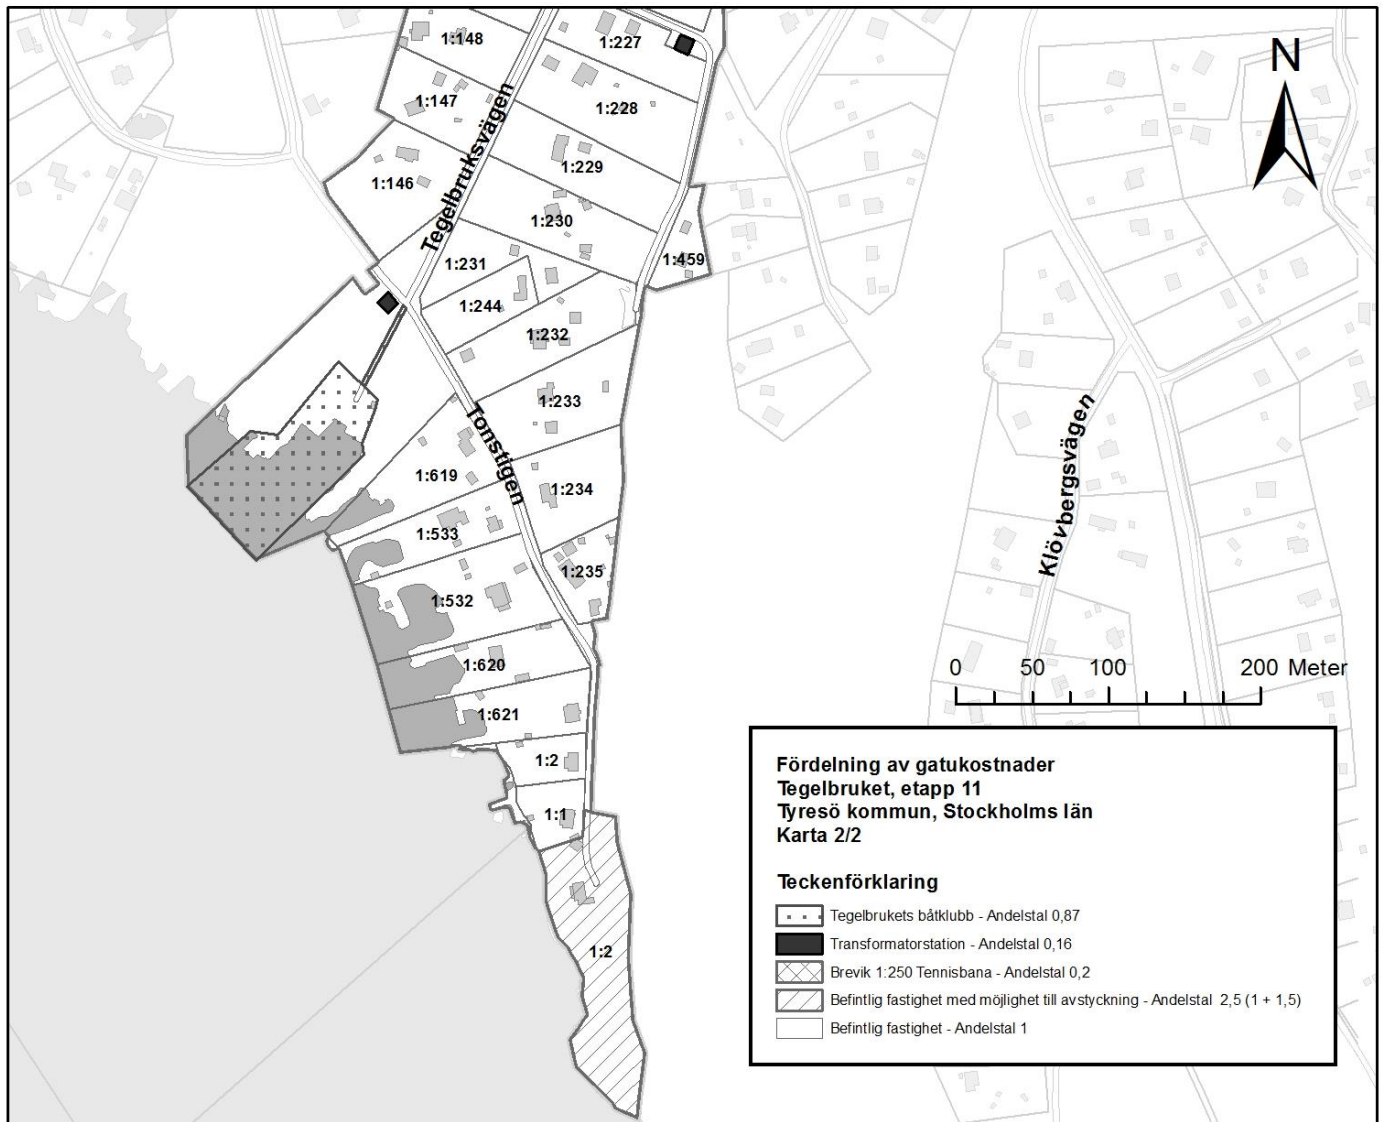 1:148
1:227
N
1:147
1:228
Tegelbruksvägen
1:229
1:146
1:230
1:231
1:459
1:244
1:232
1:233
Tonstigen
Klövbergsvägen
1:619
1:234
1:533
1:235
1:532
1:620
0 50 100 200 Meter
1:621
1:2
1:1
1:2
Fördelning av gatukostnader
Tegelbruket, etapp 11
Tyresö kommun, Stockholms län
Karta 2/2
Teckenförklaring
Tegelbrukets båtklubb - Andelstal 0,87
Transformatorstation - Andelstal 0,16
Brevik 1:250 Tennisbana - Andelstal 0,2
Befintlig fastighet med möjlighet till avstyckning - Andelstal 2,5 (1 + 1,5)
Befintlig fastighet - Andelstal 1